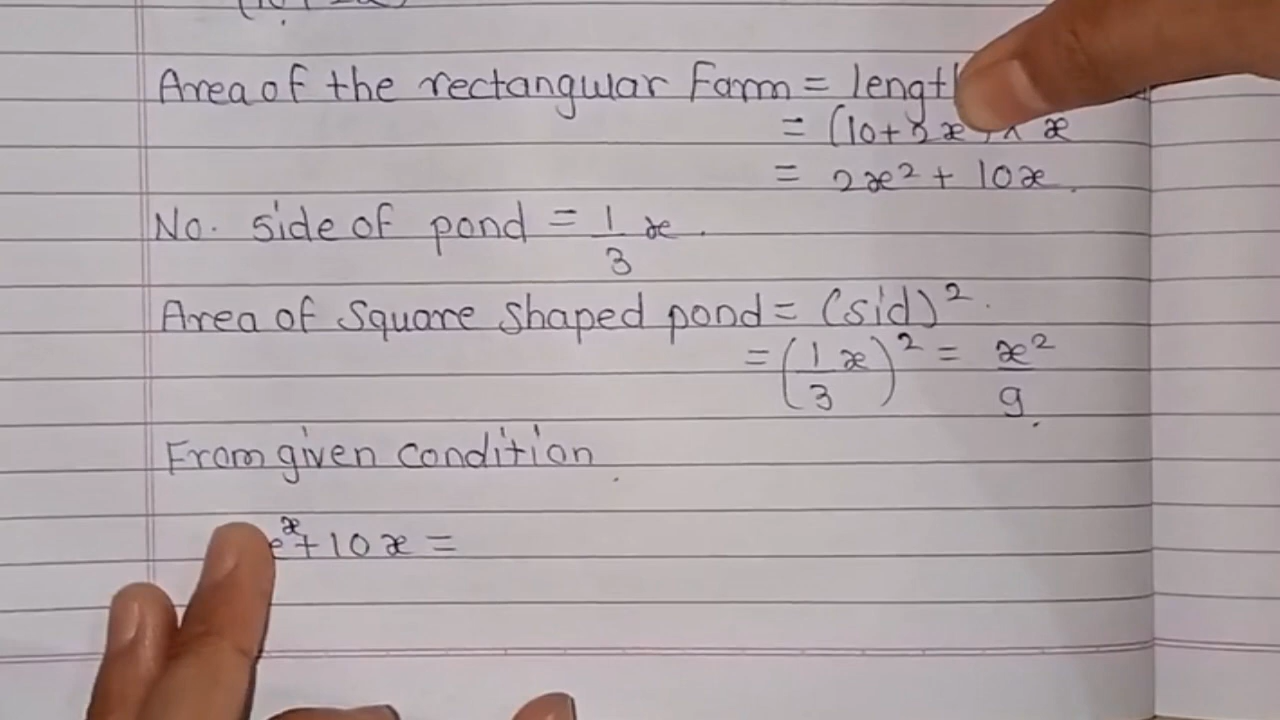 Area of the rectangular Farm = lengt
= (10+2x) × x
= 2x² + 10x.
No. side of pond = 1/3 x.
Area of square shaped pond = (sid)².
= (1/3 x)² = x²/9.
From given condition.
x²+10x =